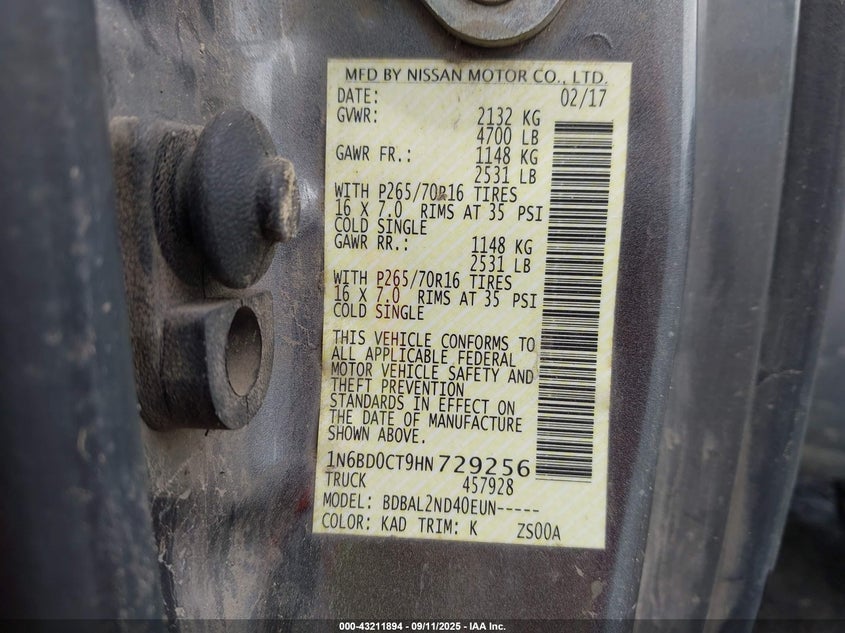 MFD BY NISSAN MOTOR CO., LTD.
DATE: 02/17
GVWR: 2132 KG
4700 LB
GAWR FR.: 1148 KG
2531 LB
WITH P265/70R16 TIRES
16 X 7.0 RIMS AT 35 PSI
COLD SINGLE
GAWR RR.: 1148 KG
2531 LB
WITH P265/70R16 TIRES
16 X 7.0 RIMS AT 35 PSI
COLD SINGLE
THIS VEHICLE CONFORMS TO
ALL APPLICABLE FEDERAL
MOTOR VEHICLE SAFETY AND
THEFT PREVENTION
STANDARDS IN EFFECT ON
THE DATE OF MANUFACTURE
SHOWN ABOVE.
1N6BD0CT9HN729256
TRUCK 457928
MODEL: BDBAL2ND40EUN-----
COLOR: KAD TRIM: K ZS00A
000-43211894 - 09/11/2025 - IAA Inc.